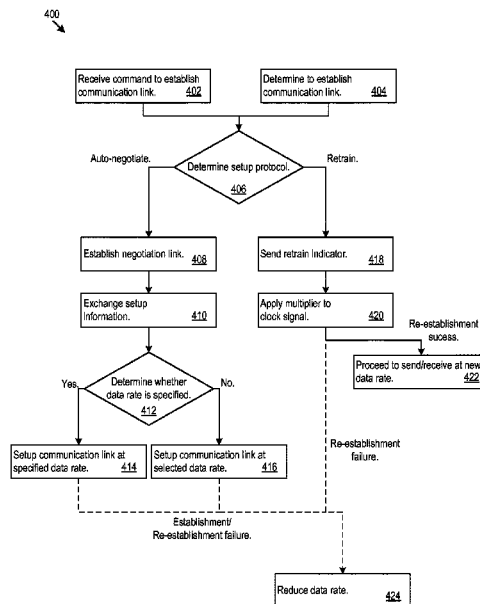 400
Receive command to establish
communication link. 402
Determine to establish
communication link. 404
Auto-negotiate.
Determine setup protocol.
406
Retrain.
Establish negotiation link. 408
Send retrain indicator. 418
Exchange setup
information. 410
Apply multiplier to
clock signal. 420
Re-establishment
sucess.
Proceed to send/receive at new
data rate. 422
Yes.
Determine whether
data rate is specified.
412
No.
Setup communication link at
specified data rate. 414
Setup communication link at
selected data rate. 416
Re-establishment
failure.
Establishment/
Re-establishment failure.
Reduce data rate. 424